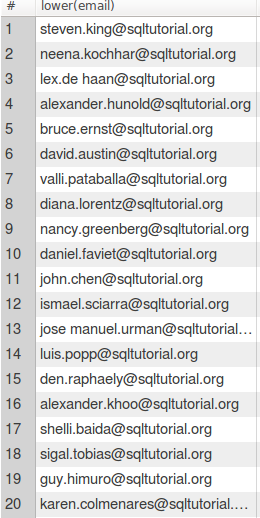 # lower(email)
1 steven.king@sqltutorial.org
2 neena.kochhar@sqltutorial.org
3 lex.de haan@sqltutorial.org
4 alexander.hunold@sqltutorial.org
5 bruce.ernst@sqltutorial.org
6 david.austin@sqltutorial.org
7 valli.pataballa@sqltutorial.org
8 diana.lorentz@sqltutorial.org
9 nancy.greenberg@sqltutorial.org
10 daniel.faviet@sqltutorial.org
11 john.chen@sqltutorial.org
12 ismael.sciarra@sqltutorial.org
13 jose manuel.urman@sqltutorial...
14 luis.popp@sqltutorial.org
15 den.raphaely@sqltutorial.org
16 alexander.khoo@sqltutorial.org
17 shelli.baida@sqltutorial.org
18 sigal.tobias@sqltutorial.org
19 guy.himuro@sqltutorial.org
20 karen.colmenares@sqltutorial....